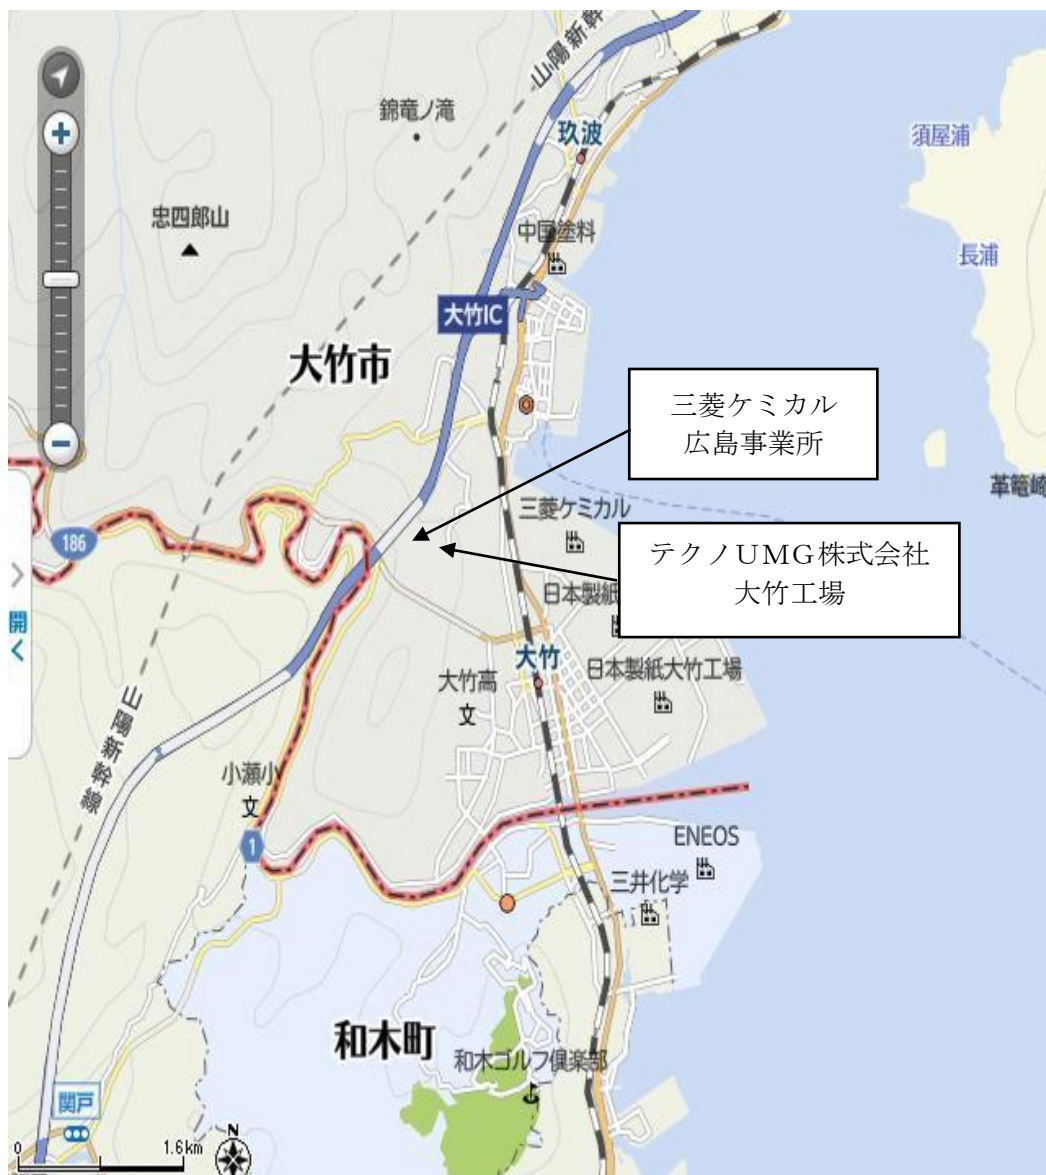 山陽新幹
錦竜ノ滝
玖波
須屋浦
忠四郎山
中国塗料
長浦
大竹IC
大竹市
三菱ケミカル
広島事業所
革籠崎
三菱ケミカル
186
テクノUMG株式会社
大竹工場
日本製紙
開く
大竹
大竹高
文
日本製紙大竹工場
山陽新幹線
小瀬小
文
1
ENEOS
三井化学
和木町
和木ゴルフ倶楽部
関戸
0
1.6km
N